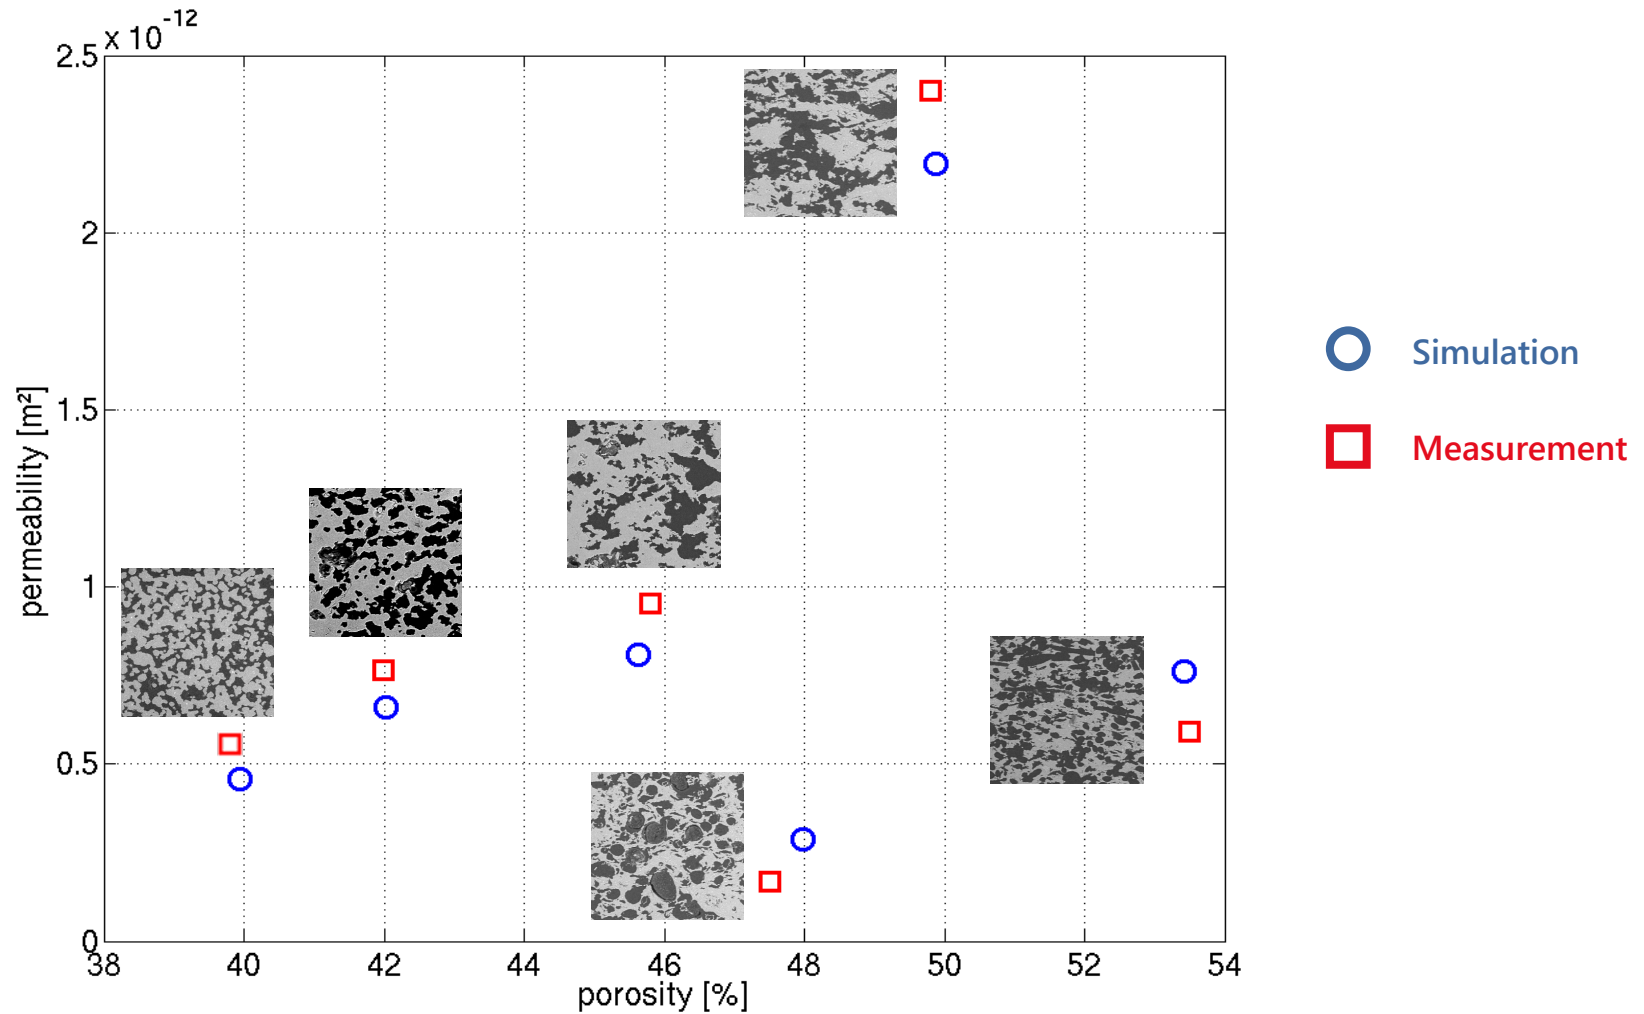 x 10⁻¹²
2.5
2
1.5
1
0.5
0
permeability [m²]
38 40 42 44 46 48 50 52 54
porosity [%]
Simulation
Measurement